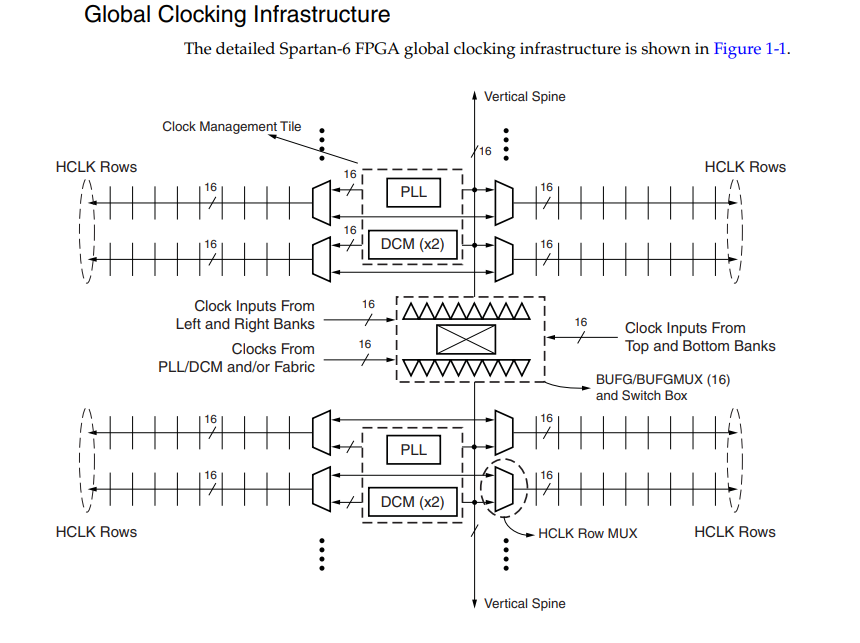 Global Clocking Infrastructure
The detailed Spartan-6 FPGA global clocking infrastructure is shown in Figure 1-1.
Vertical Spine
Clock Management Tile
16
HCLK Rows
HCLK Rows
16
PLL
16
16
16
DCM (x2)
16
16
Clock Inputs From
Left and Right Banks
16
16
Clock Inputs From
Top and Bottom Banks
Clocks From
PLL/DCM and/or Fabric
16
BUFG/BUFGMUX (16)
and Switch Box
16
16
PLL
16
16
DCM (x2)
HCLK Rows
HCLK Row MUX
HCLK Rows
Vertical Spine